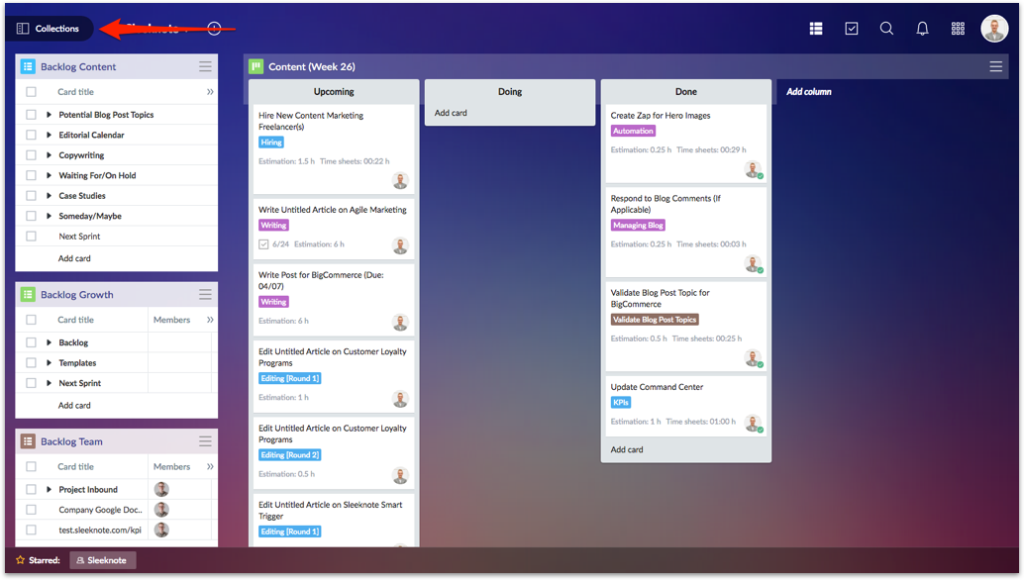 Collections
Backlog Content
Card title
Potential Blog Post Topics
Editorial Calendar
Copywriting
Waiting For/On Hold
Case Studies
Someday/Maybe
Next Sprint
Add card
Backlog Growth
Card title Members
Backlog
Templates
Next Sprint
Add card
Backlog Team
Card title Members
Project Inbound
Company Google Doc..
test.sleeknote.com/kpi
Content (Week 26)
Upcoming
Hire New Content Marketing
Freelancer(s)
Hiring
Estimation: 1.5 h Time sheets: 00:22 h
Write Untitled Article on Agile Marketing
Writing
6/24 Estimation: 6 h
Write Post for BigCommerce (Due:
04/07)
Writing
Estimation: 6 h
Edit Untitled Article on Customer Loyalty
Programs
Editing [Round 1]
Estimation: 1 h
Edit Untitled Article on Customer Loyalty
Programs
Editing [Round 2]
Estimation: 0.5 h
Edit Untitled Article on Sleeknote Smart
Trigger
Editing [Round 1]
Doing
Add card
Done
Create Zap for Hero Images
Automation
Estimation: 0.25 h Time sheets: 00:29 h
Respond to Blog Comments (If
Applicable)
Managing Blog
Estimation: 0.25 h Time sheets: 00:03 h
Validate Blog Post Topic for
BigCommerce
Validate Blog Post Topics
Estimation: 0.5 h Time sheets: 00:25 h
Update Command Center
KPIs
Estimation: 1 h Time sheets: 01:00 h
Add card
Add column
Starred: Sleeknote